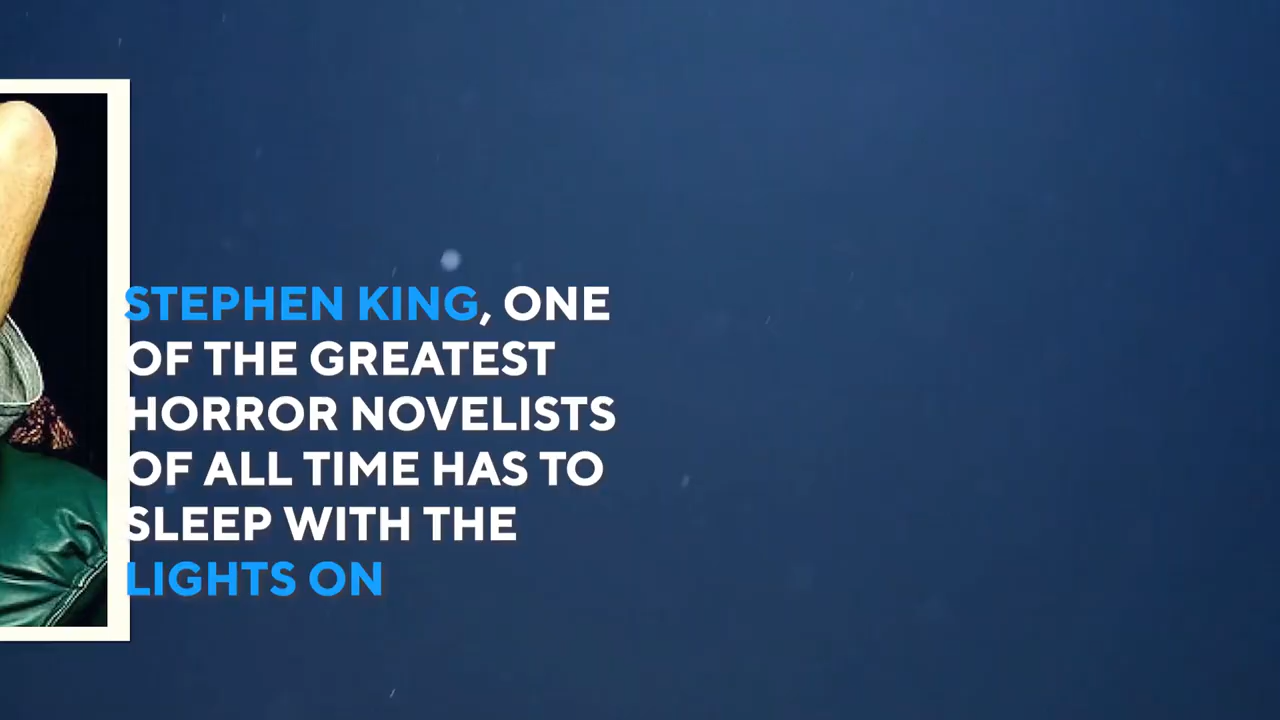 STEPHEN KING, ONE
OF THE GREATEST
HORROR NOVELISTS
OF ALL TIME HAS TO
SLEEP WITH THE
LIGHTS ON